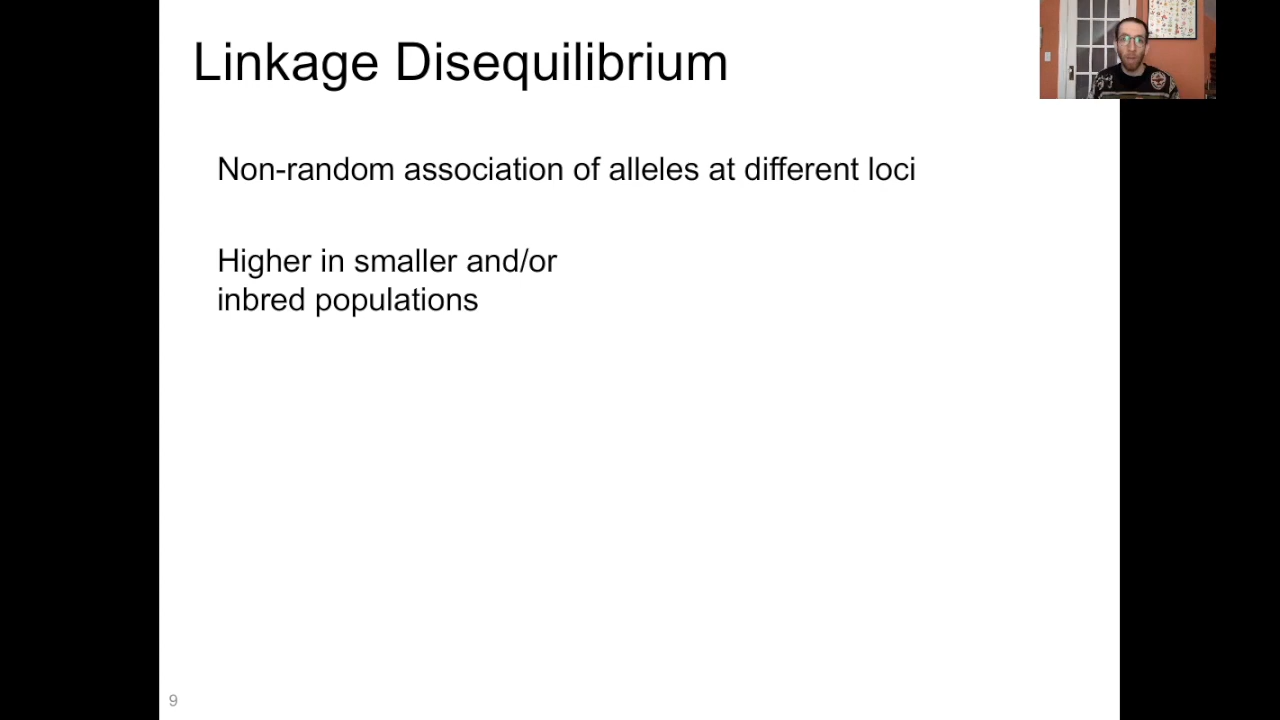 Linkage Disequilibrium
Non-random association of alleles at different loci
Higher in smaller and/or
inbred populations
9